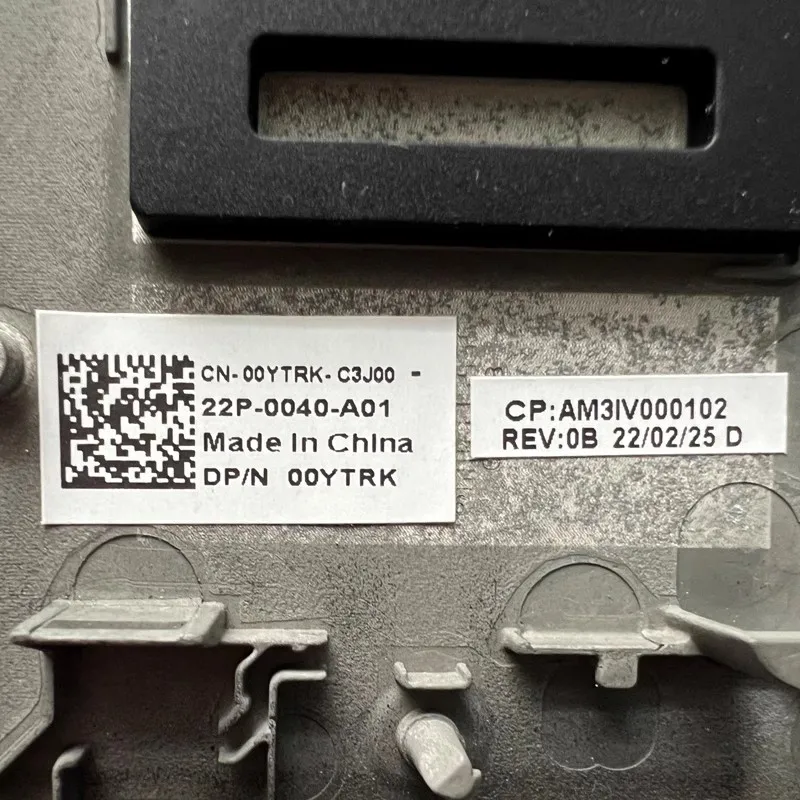 CN-00YTRK-C3J00 -
22P-0040-A01
Made In China
DP/N 00YTRK
CP:AM3IV000102
REV:0B 22/02/25 D